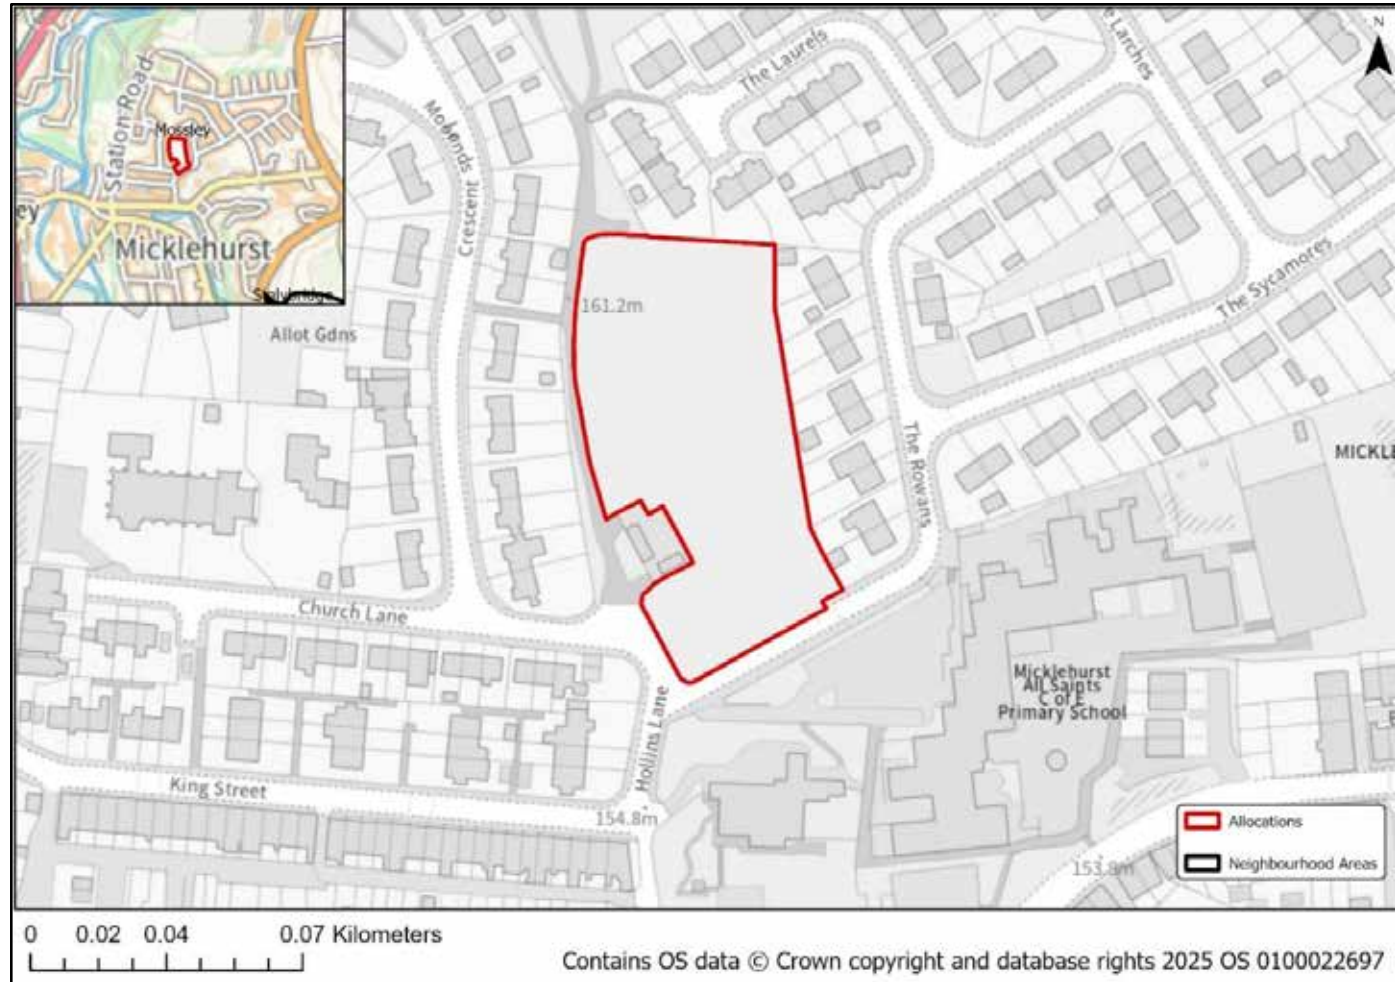 N
Station Road
Mossley
ey
Micklehurst
The Laurels
e Larches
Crescent
161.2m
Allot Gdns
The Sycamores
The Rowans
MICKLE
Church Lane
Micklehurst
All Saints
C of E
Primary School
Hollins Lane
King Street
154.8m
153.8m
Allocations
Neighbourhood Areas
0 0.02 0.04 0.07 Kilometers
Contains OS data © Crown copyright and database rights 2025 OS 0100022697